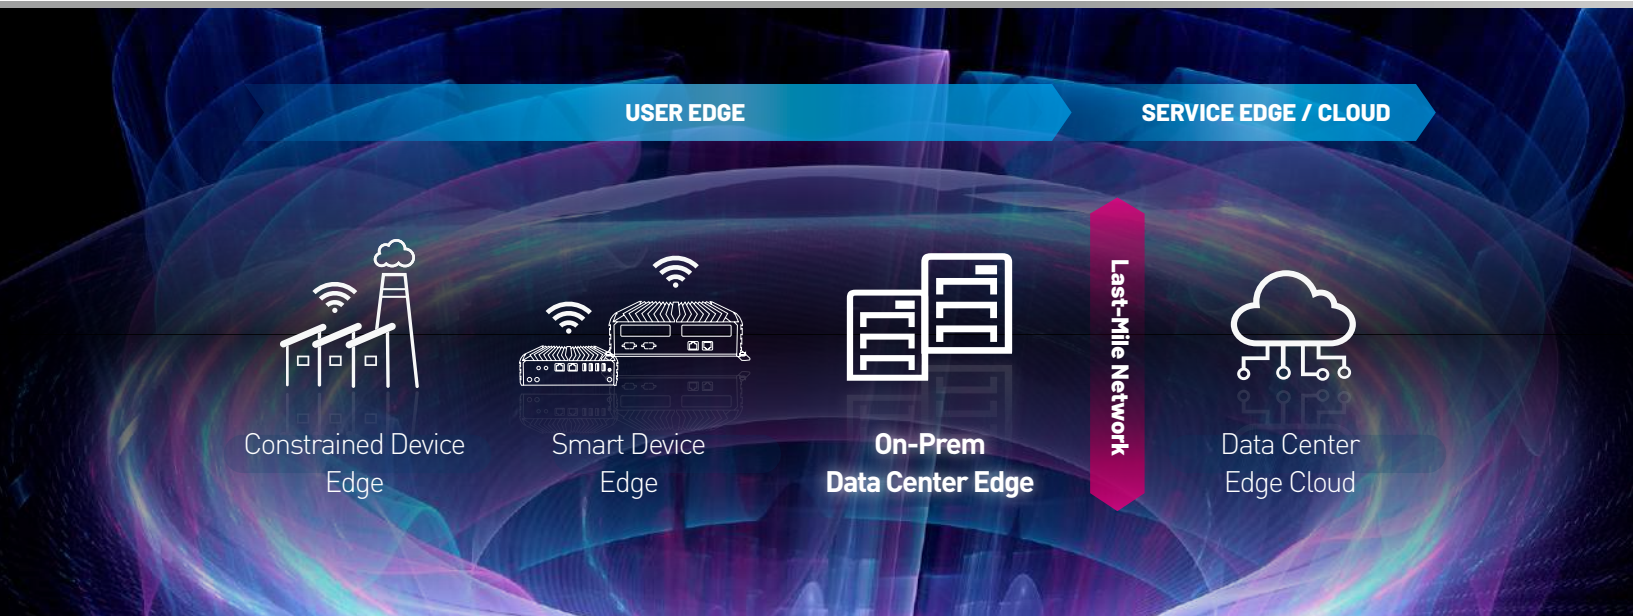 USER EDGE
SERVICE EDGE / CLOUD
Constrained Device
Edge
Smart Device
Edge
On-Prem
Data Center Edge
Last-Mile Network
Data Center
Edge Cloud